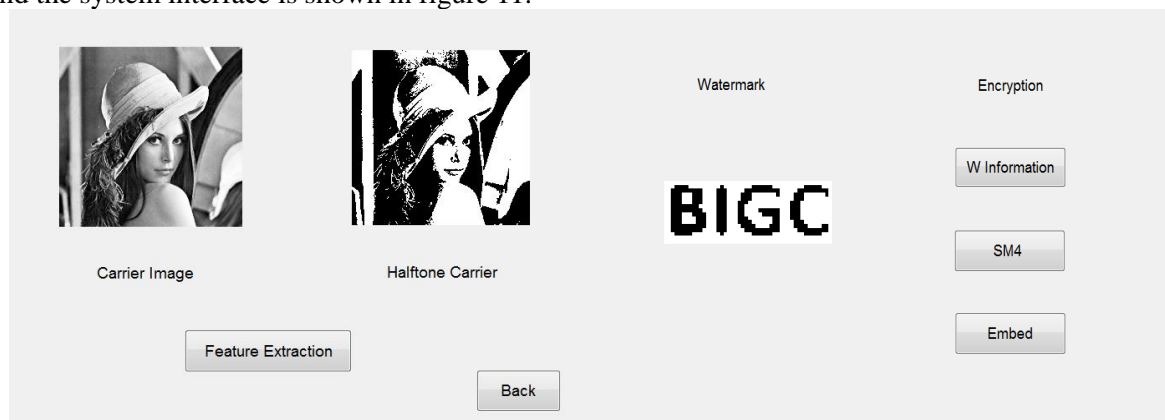 nd the system interface is shown in figure 11.
Watermark
Encryption
W Information
BIGC
SM4
Carrier Image
Halftone Carrier
Embed
Feature Extraction
Back